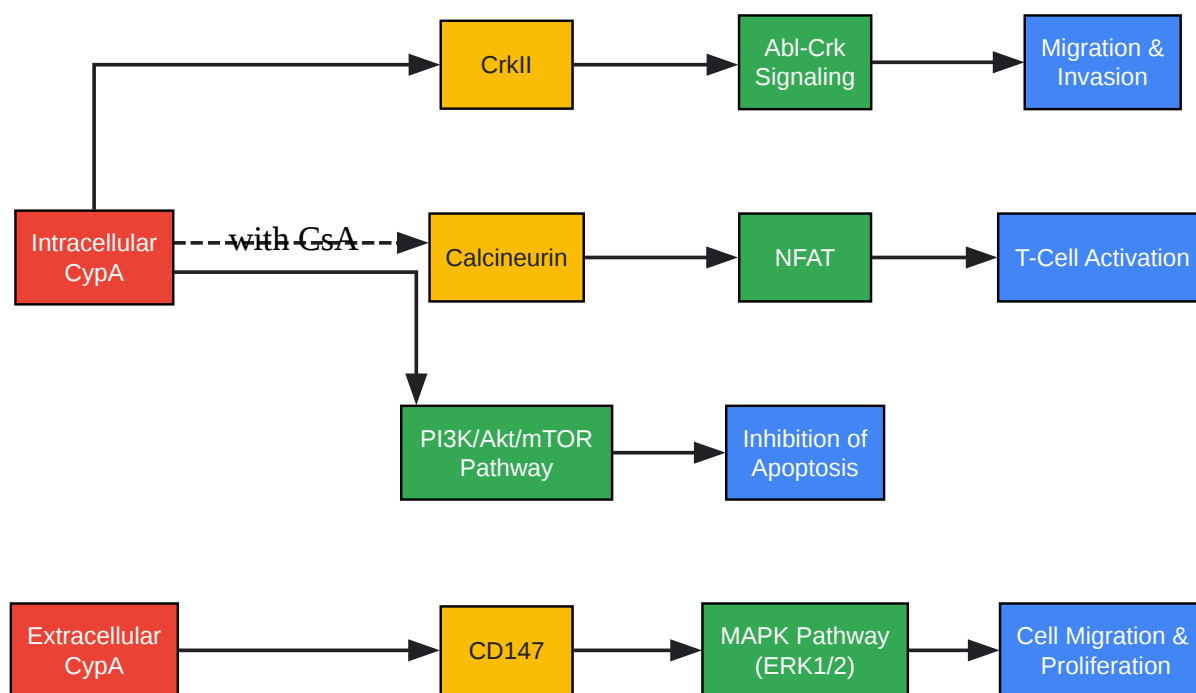 CrkII
Abl-Crk
Signaling
Migration &
Invasion
Intracellular
CypA
with CsA
Calcineurin
NFAT
T-Cell Activation
PI3K/Akt/mTOR
Pathway
Inhibition of
Apoptosis
Extracellular
CypA
CD147
MAPK Pathway
(ERK1/2)
Cell Migration &
Proliferation